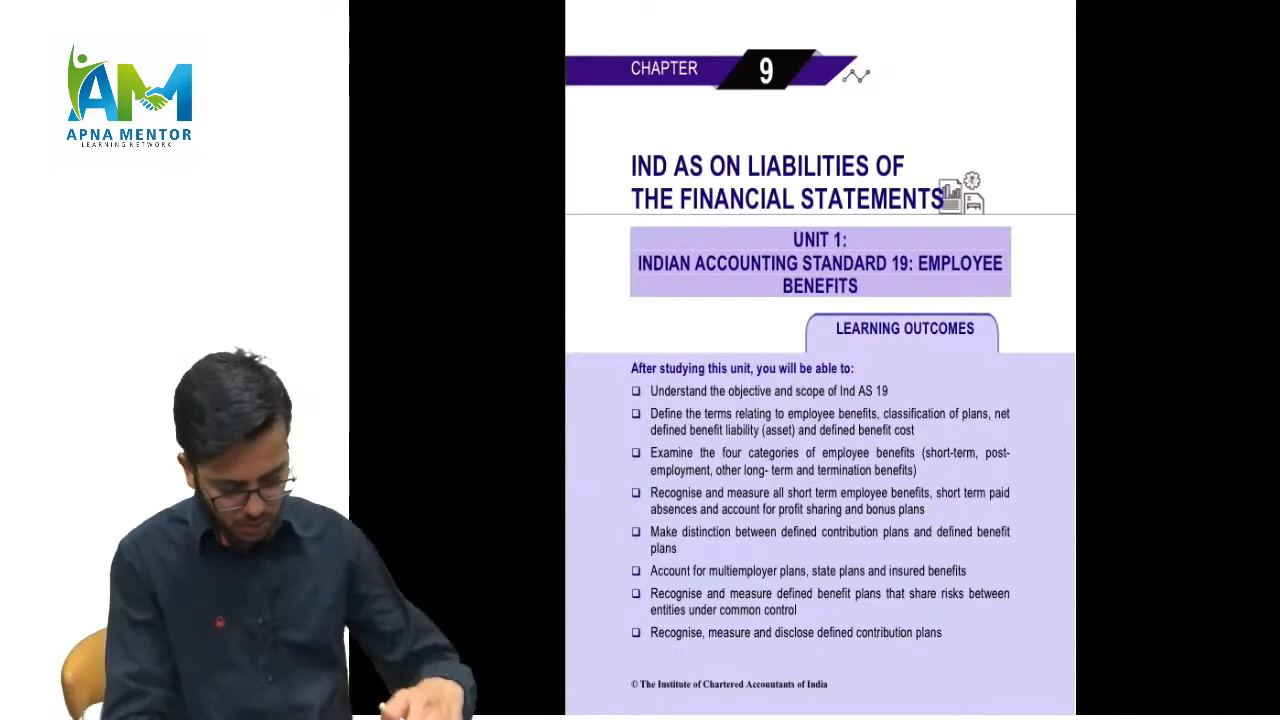 AM
APNA MENTOR
LEARNING NETWORK
CHAPTER 9
IND AS ON LIABILITIES OF
THE FINANCIAL STATEMENTS
UNIT 1:
INDIAN ACCOUNTING STANDARD 19: EMPLOYEE
BENEFITS
LEARNING OUTCOMES
After studying this unit, you will be able to:
❑ Understand the objective and scope of Ind AS 19
❑ Define the terms relating to employee benefits, classification of plans, net
defined benefit liability (asset) and defined benefit cost
❑ Examine the four categories of employee benefits (short-term, post-
employment, other long- term and termination benefits)
❑ Recognise and measure all short term employee benefits, short term paid
absences and account for profit sharing and bonus plans
❑ Make distinction between defined contribution plans and defined benefit
plans
❑ Account for multiemployer plans, state plans and insured benefits
❑ Recognise and measure defined benefit plans that share risks between
entities under common control
❑ Recognise, measure and disclose defined contribution plans
© The Institute of Chartered Accountants of India